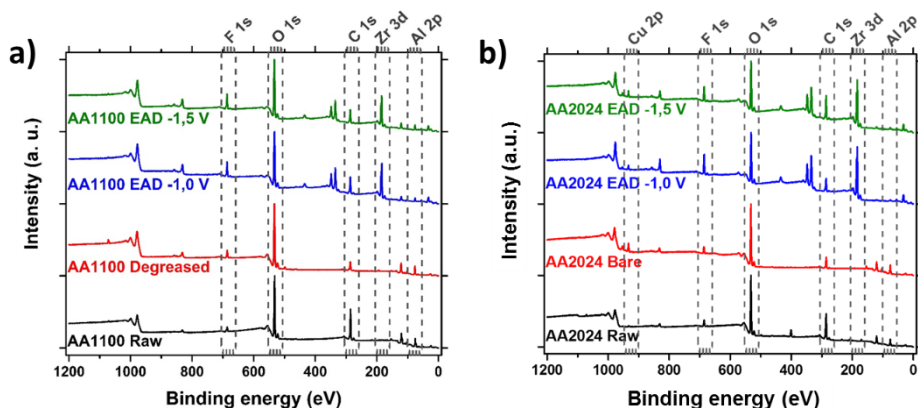 a)
F 1s
O 1s
C 1s
Zr 3d
Al 2p
Intensity (a. u.)
AA1100 EAD -1,5 V
AA1100 EAD -1,0 V
AA1100 Degreased
AA1100 Raw
1200 1000 800 600 400 200 0
Binding energy (eV)
b)
Cu 2p
F 1s
O 1s
C 1s
Zr 3d
Al 2p
Intensity (a.u.)
AA2024 EAD -1,5 V
AA2024 EAD -1,0 V
AA2024 Bare
AA2024 Raw
1200 1000 800 600 400 200 0
Binding energy (eV)